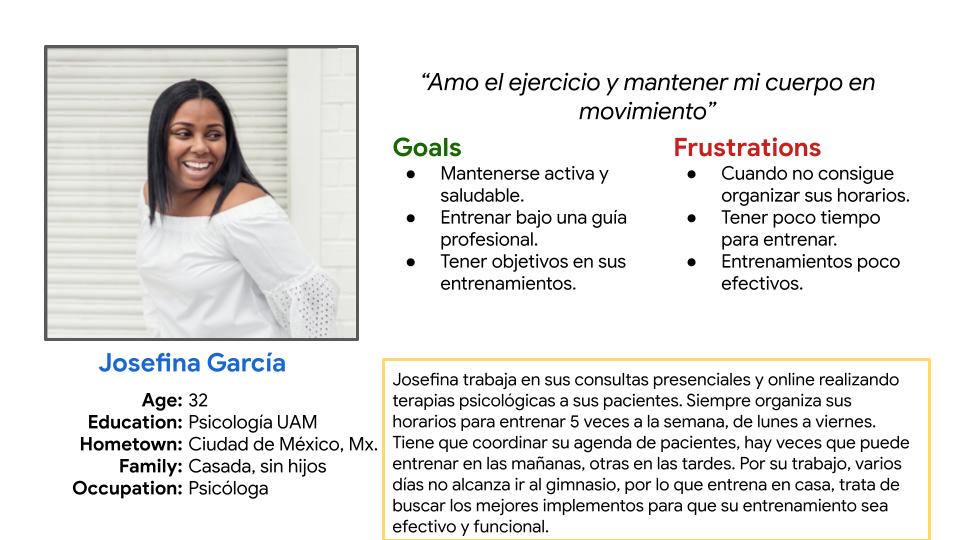 “Amo el ejercicio y mantener mi cuerpo en
movimiento”
Goals
● Mantenerse activa y
saludable.
● Entrenar bajo una guía
profesional.
● Tener objetivos en sus
entrenamientos.
Frustrations
● Cuando no consigue
organizar sus horarios.
● Tener poco tiempo
para entrenar.
● Entrenamientos poco
efectivos.
Josefina García
Age: 32
Education: Psicología UAM
Hometown: Ciudad de México, Mx.
Family: Casada, sin hijos
Occupation: Psicóloga
Josefina trabaja en sus consultas presenciales y online realizando
terapias psicológicas a sus pacientes. Siempre organiza sus
horarios para entrenar 5 veces a la semana, de lunes a viernes.
Tiene que coordinar su agenda de pacientes, hay veces que puede
entrenar en las mañanas, otras en las tardes. Por su trabajo, varios
días no alcanza ir al gimnasio, por lo que entrena en casa, trata de
buscar los mejores implementos para que su entrenamiento sea
efectivo y funcional.